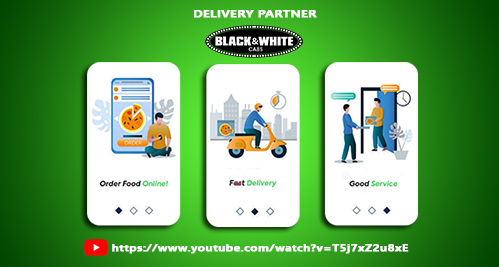 DELIVERY PARTNER
BLACK&WHITE
CABS
ORDER
Order Food Online!
Fast Delivery
Good Service
https://www.youtube.com/watch?v=T5j7xZ2u8xE